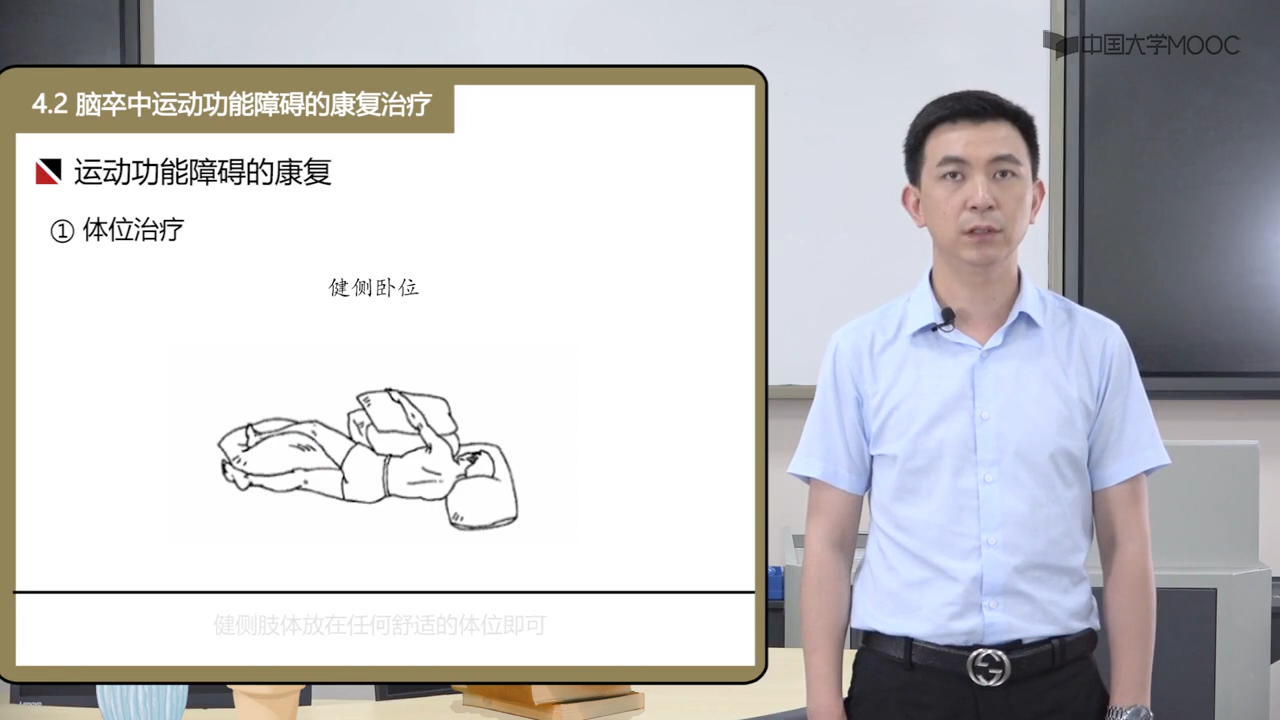 中国大学MOOC
4.2 脑卒中运动功能障碍的康复治疗
运动功能障碍的康复
① 体位治疗
健侧卧位
健侧肢体放在任何舒适的体位即可